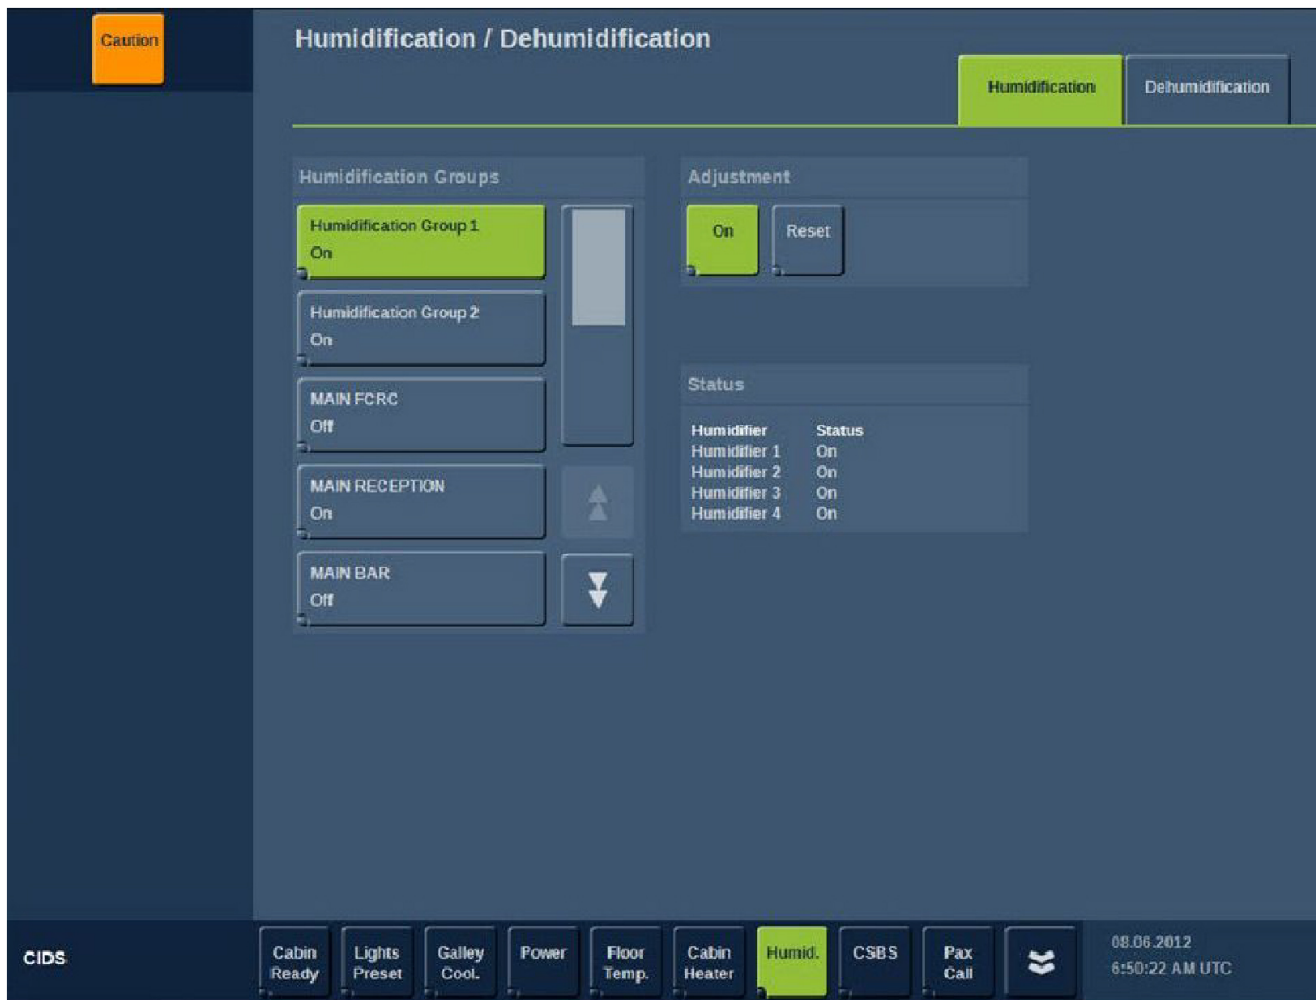 Caution
Humidification / Dehumidification
Humidification
Dehumidification
Humidification Groups
Humidification Group 1
On
Humidification Group 2
On
MAIN FCRC
Off
MAIN RECEPTION
On
MAIN BAR
Off
Adjustment
On
Reset
Status
Humidifier Status
Humidifier 1 On
Humidifier 2 On
Humidifier 3 On
Humidifier 4 On
CIDS
Cabin
Ready
Lights
Preset
Galley
Cool.
Power
Floor
Temp.
Cabin
Heater
Humid.
CSBS
Pax
Call
08.06.2012
6:50:22 AM UTC